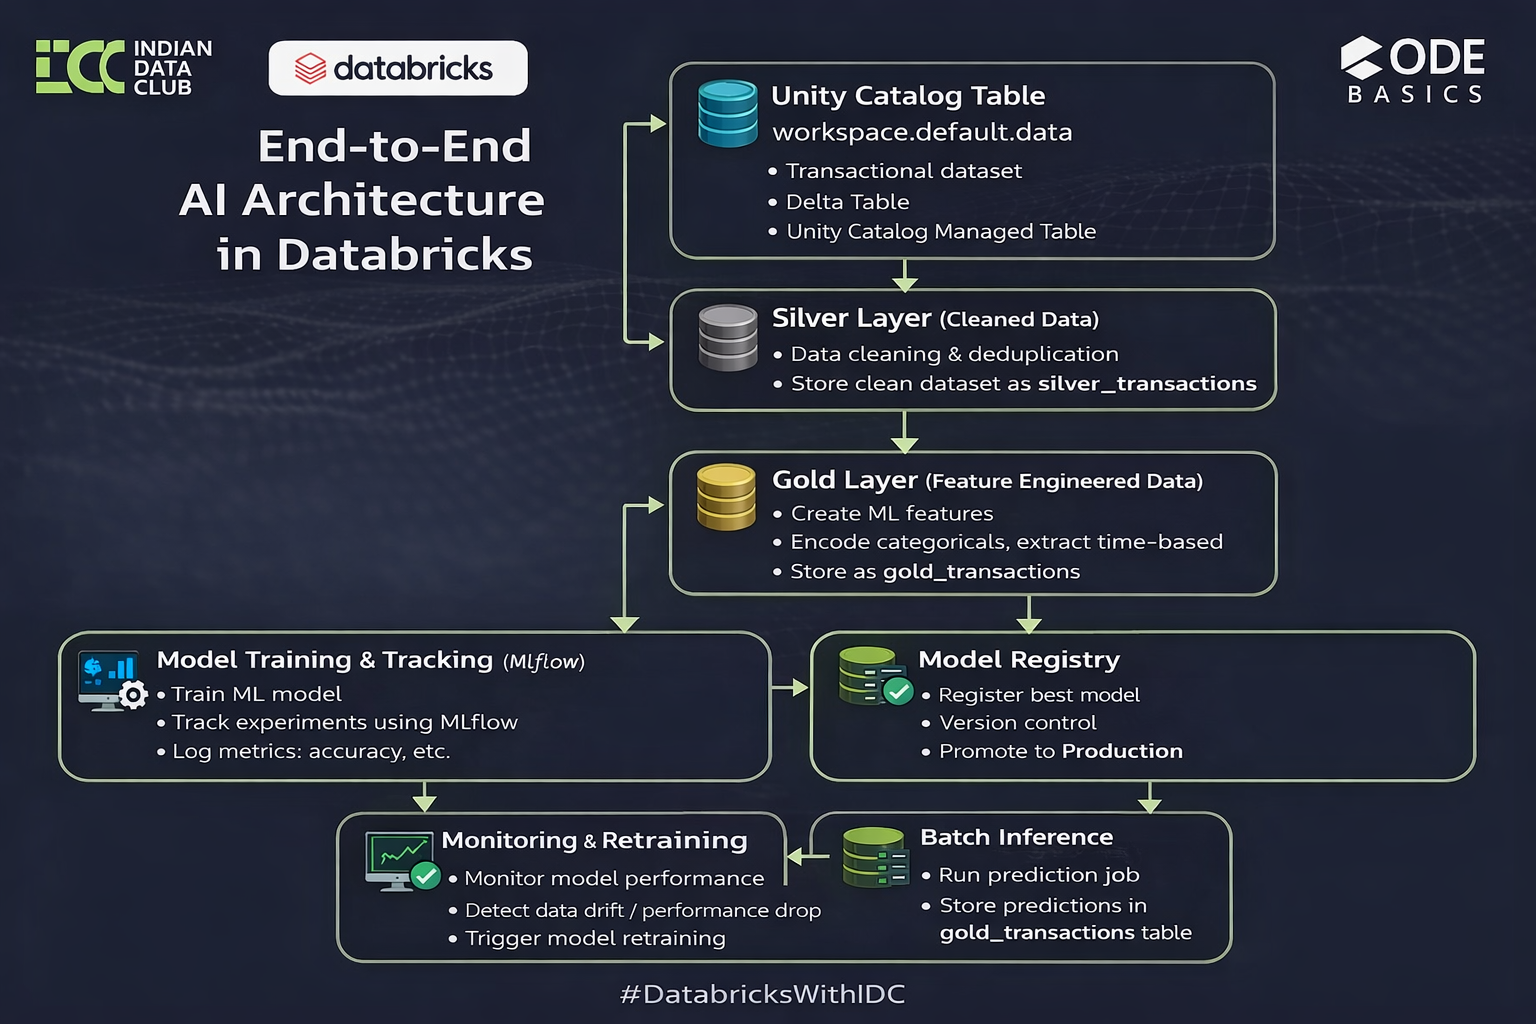 INDIAN
DATA
CLUB
databricks
CODE
BASICS
End-to-End
AI Architecture
in Databricks
Unity Catalog Table
workspace.default.data
• Transactional dataset
• Delta Table
• Unity Catalog Managed Table
Silver Layer (Cleaned Data)
• Data cleaning & deduplication
• Store clean dataset as silver_transactions
Gold Layer (Feature Engineered Data)
• Create ML features
• Encode categoricals, extract time-based
• Store as gold_transactions
Model Training & Tracking (Mlflow)
• Train ML model
• Track experiments using MLflow
• Log metrics: accuracy, etc.
Model Registry
• Register best model
• Version control
• Promote to Production
Monitoring & Retraining
• Monitor model performance
• Detect data drift / performance drop
• Trigger model retraining
Batch Inference
• Run prediction job
• Store predictions in
gold_transactions table
#DatabricksWithIDC